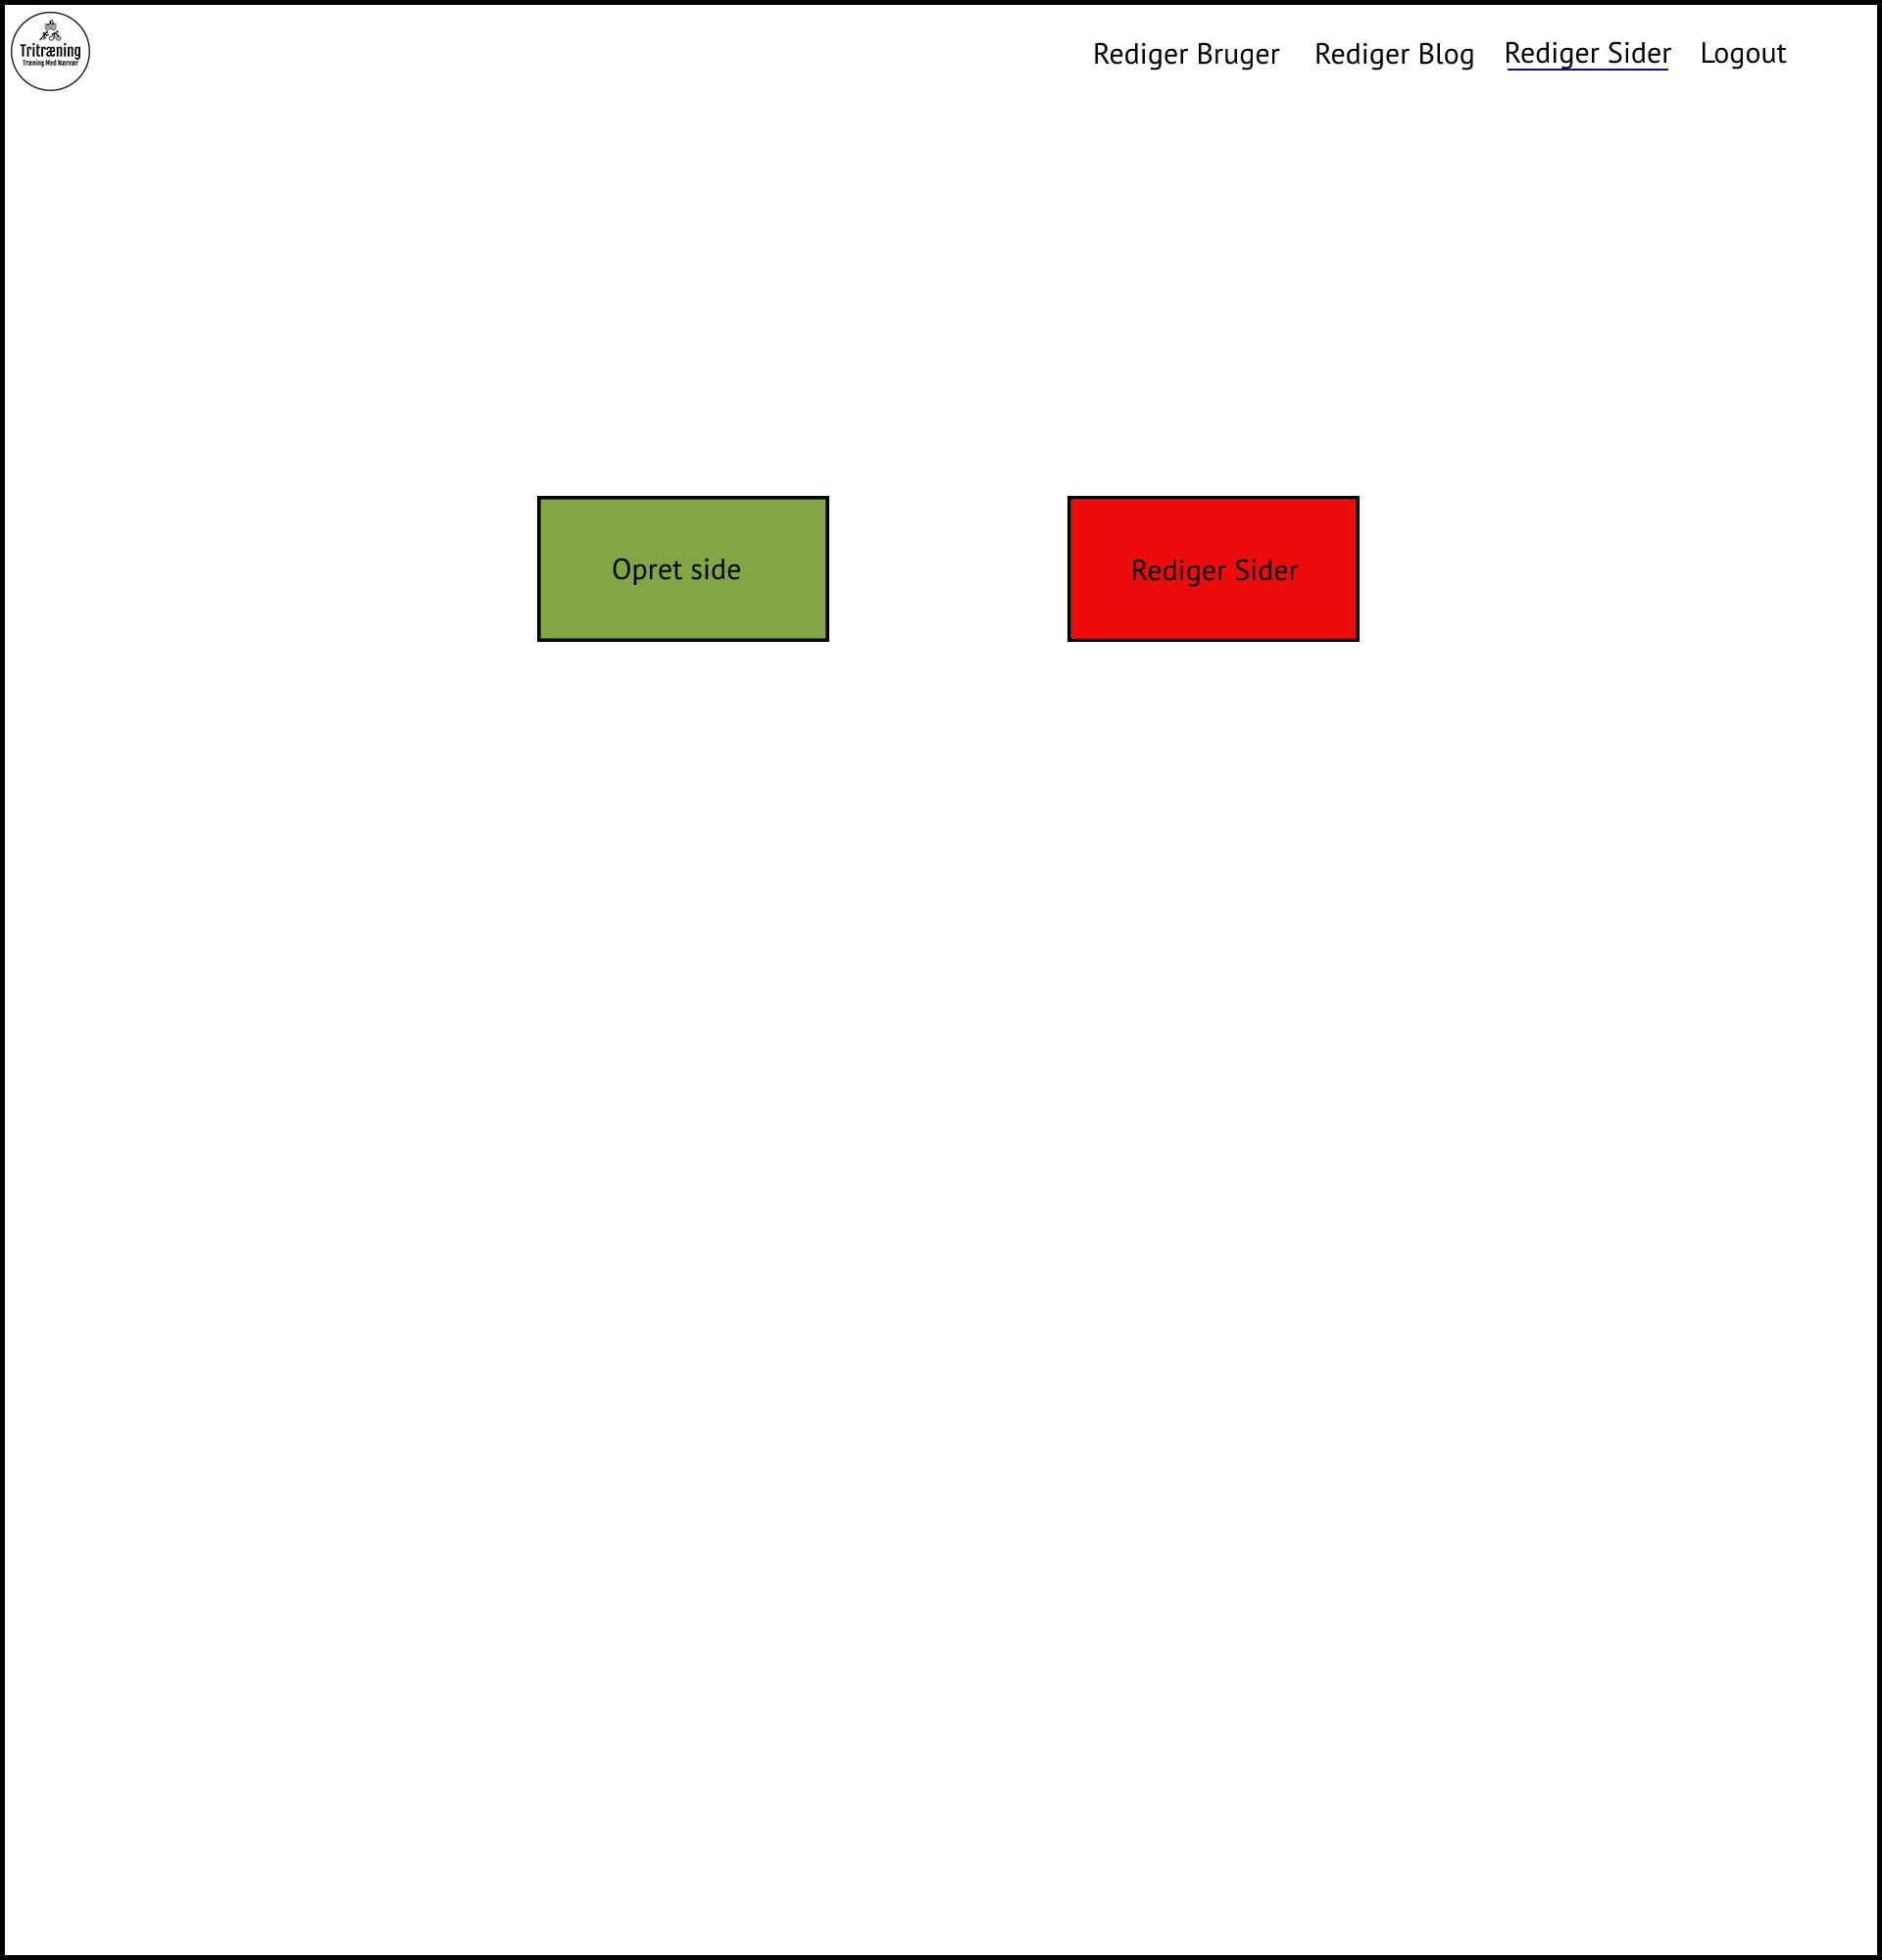 Tritræning
Træning Med Nærvær
Rediger Bruger
Rediger Blog
Rediger Sider
Logout
Opret side
Rediger Sider